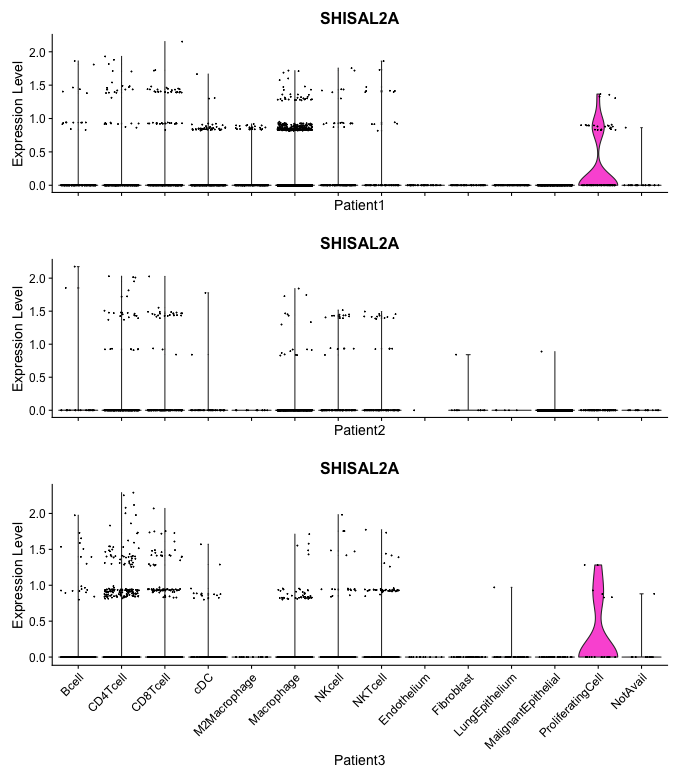 SHISAL2A
Expression Level
2.0
1.5
1.0
0.5
0.0
Patient1
SHISAL2A
Expression Level
2.0
1.5
1.0
0.5
0.0
Patient2
SHISAL2A
Expression Level
2.0
1.5
1.0
0.5
0.0
Bcell
CD4Tcell
CD8Tcell
cDC
M2Macrophage
Macrophage
NKcell
NKTcell
Endothelium
Fibroblast
LungEpithelium
MalignantEpithelial
ProliferatingCell
NotAvail
Patient3